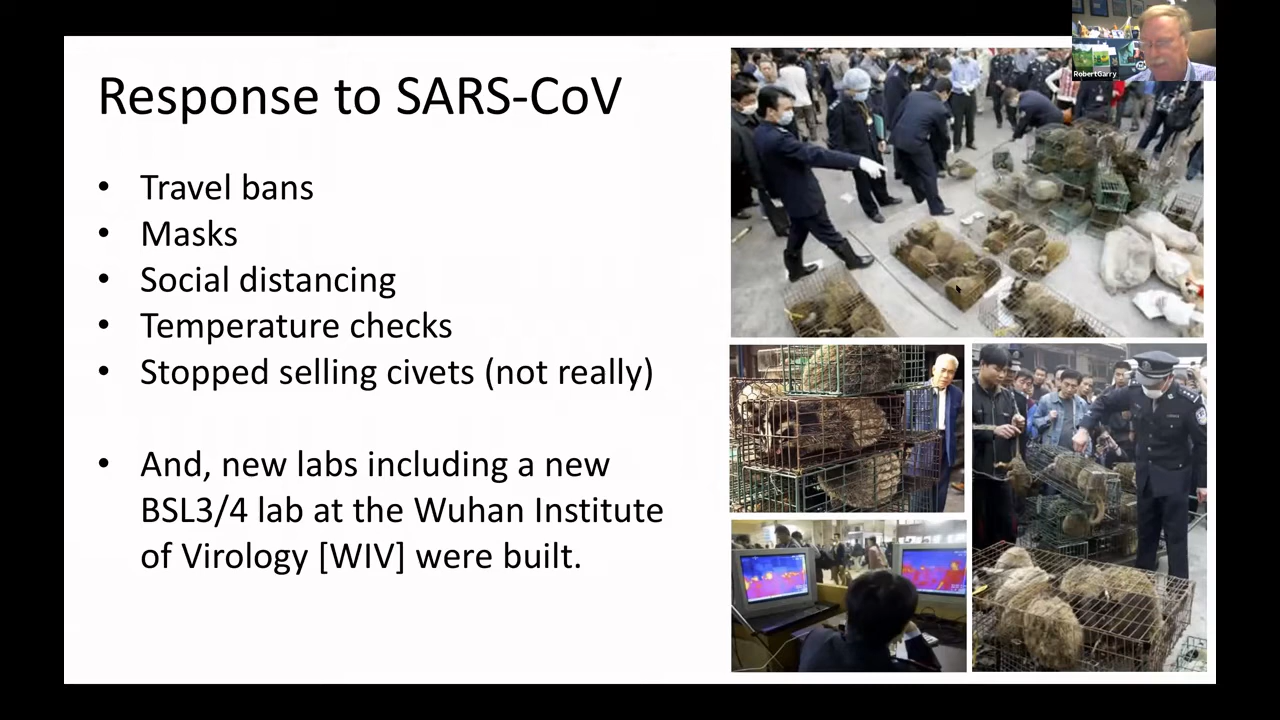 RobertGarry
Response to SARS-CoV
• Travel bans
• Masks
• Social distancing
• Temperature checks
• Stopped selling civets (not really)
• And, new labs including a new
BSL3/4 lab at the Wuhan Institute
of Virology [WIV] were built.